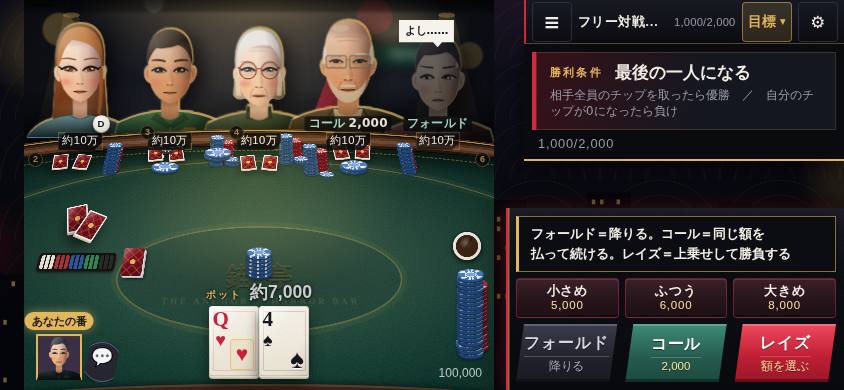 よし……
コール 2,000
フォールド
D
約10万
約10万
約10万
約10万
約10万
2
3
4
6
ポット 約7,000
Q
4
あなたの番
100,000
フリー対戦…
1,000/2,000
目標 ▾
勝利条件 最後の一人になる
相手全員のチップを取ったら優勝 ／ 自分のチ
ップが0になったら負け
1,000/2,000
フォールド＝降りる。コール＝同じ額を
払って続ける。レイズ＝上乗せして勝負する
小さめ
5,000
ふつう
6,000
大きめ
8,000
フォールド
降りる
コール
2,000
レイズ
額を選ぶ